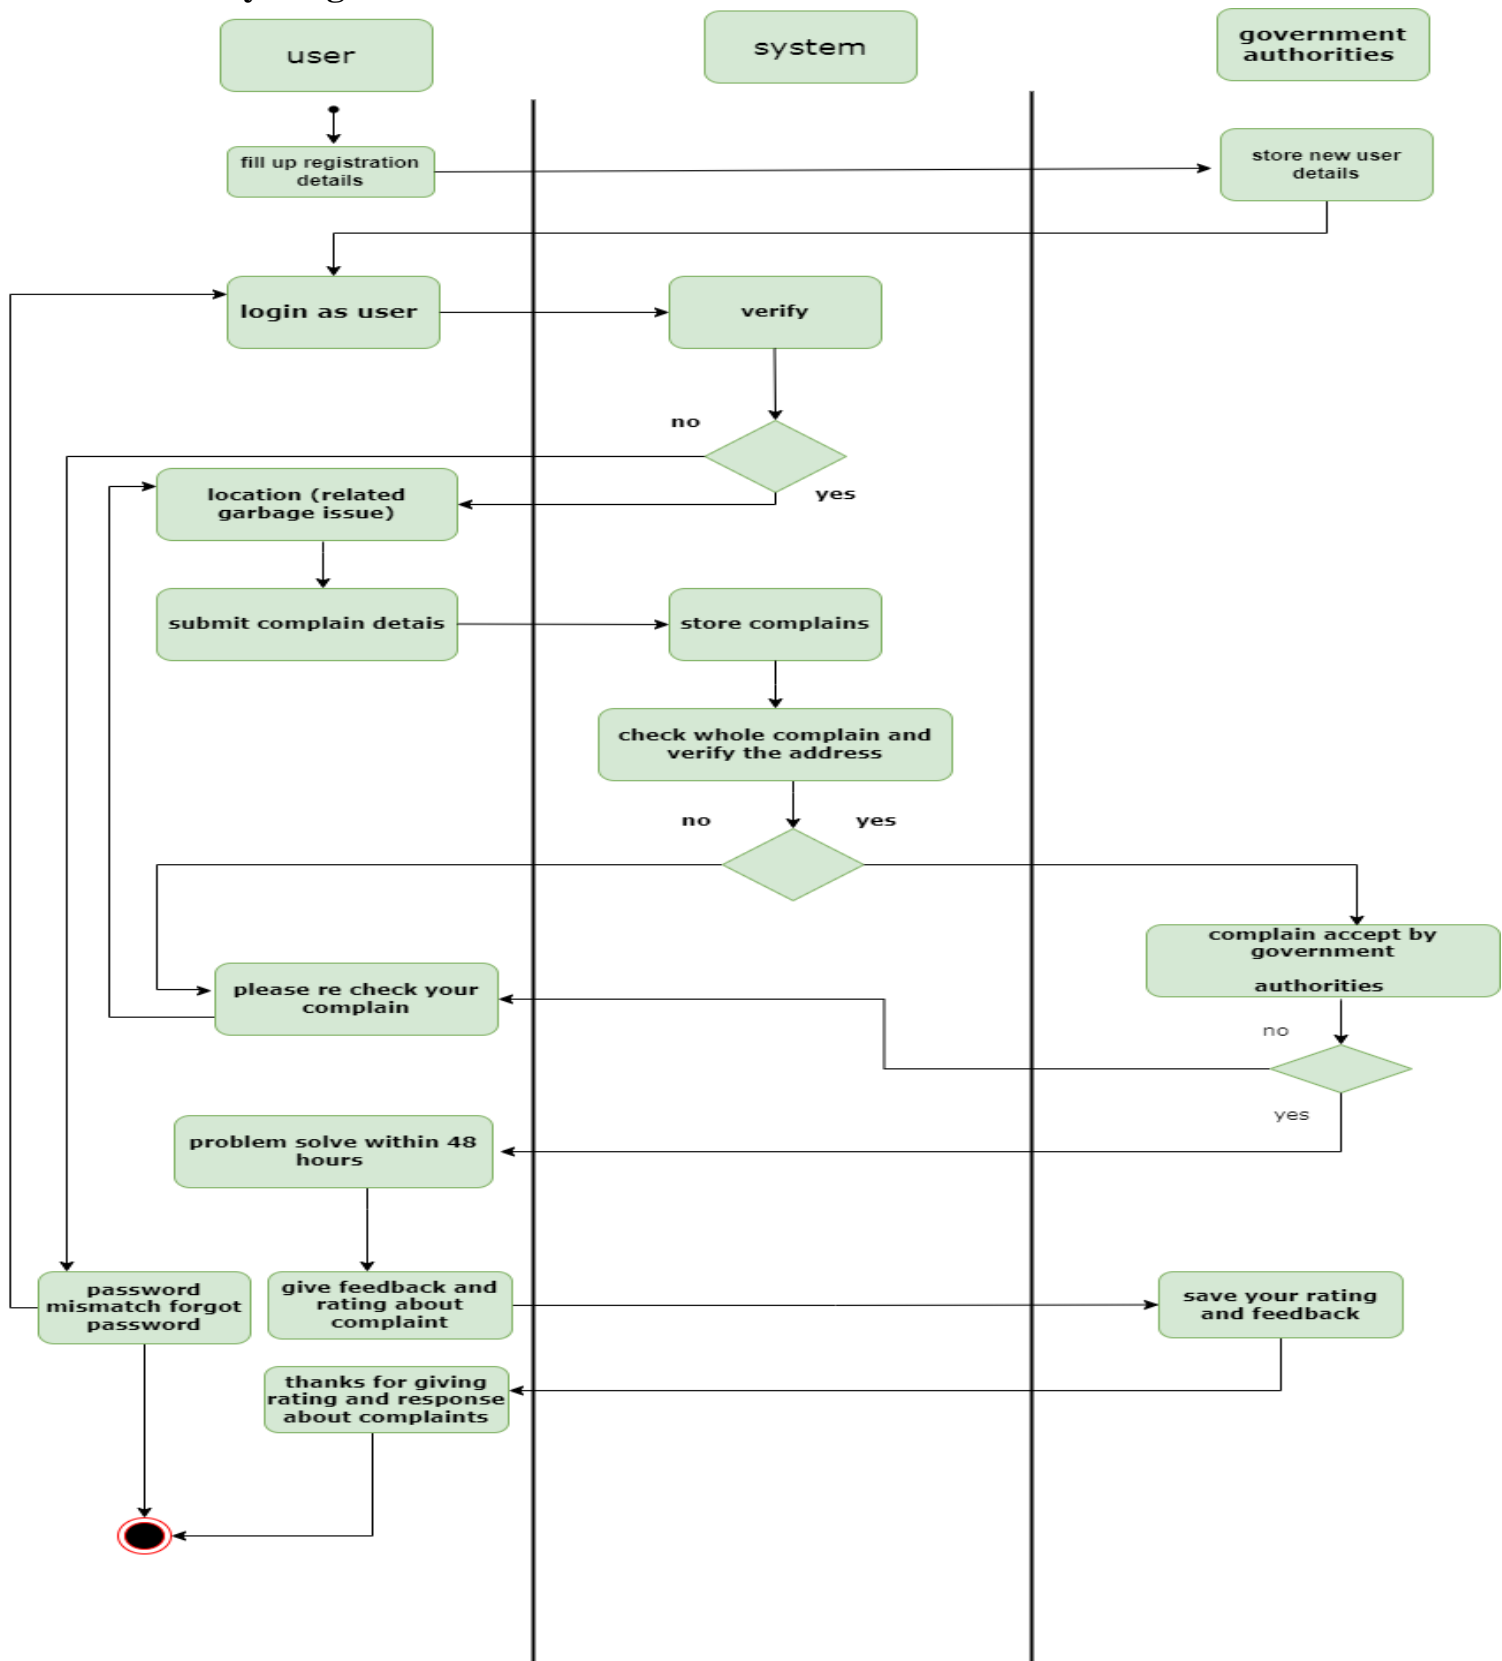 user
system
government
authorities
fill up registration
details
store new user
details
login as user
verify
no
yes
location (related
garbage issue)
submit complain detais
store complains
check whole complain and
verify the address
no
yes
complain accept by
government
authorities
please re check your
complain
no
yes
problem solve within 48
hours
password
mismatch forgot
password
give feedback and
rating about
complaint
save your rating
and feedback
thanks for giving
rating and response
about complaints